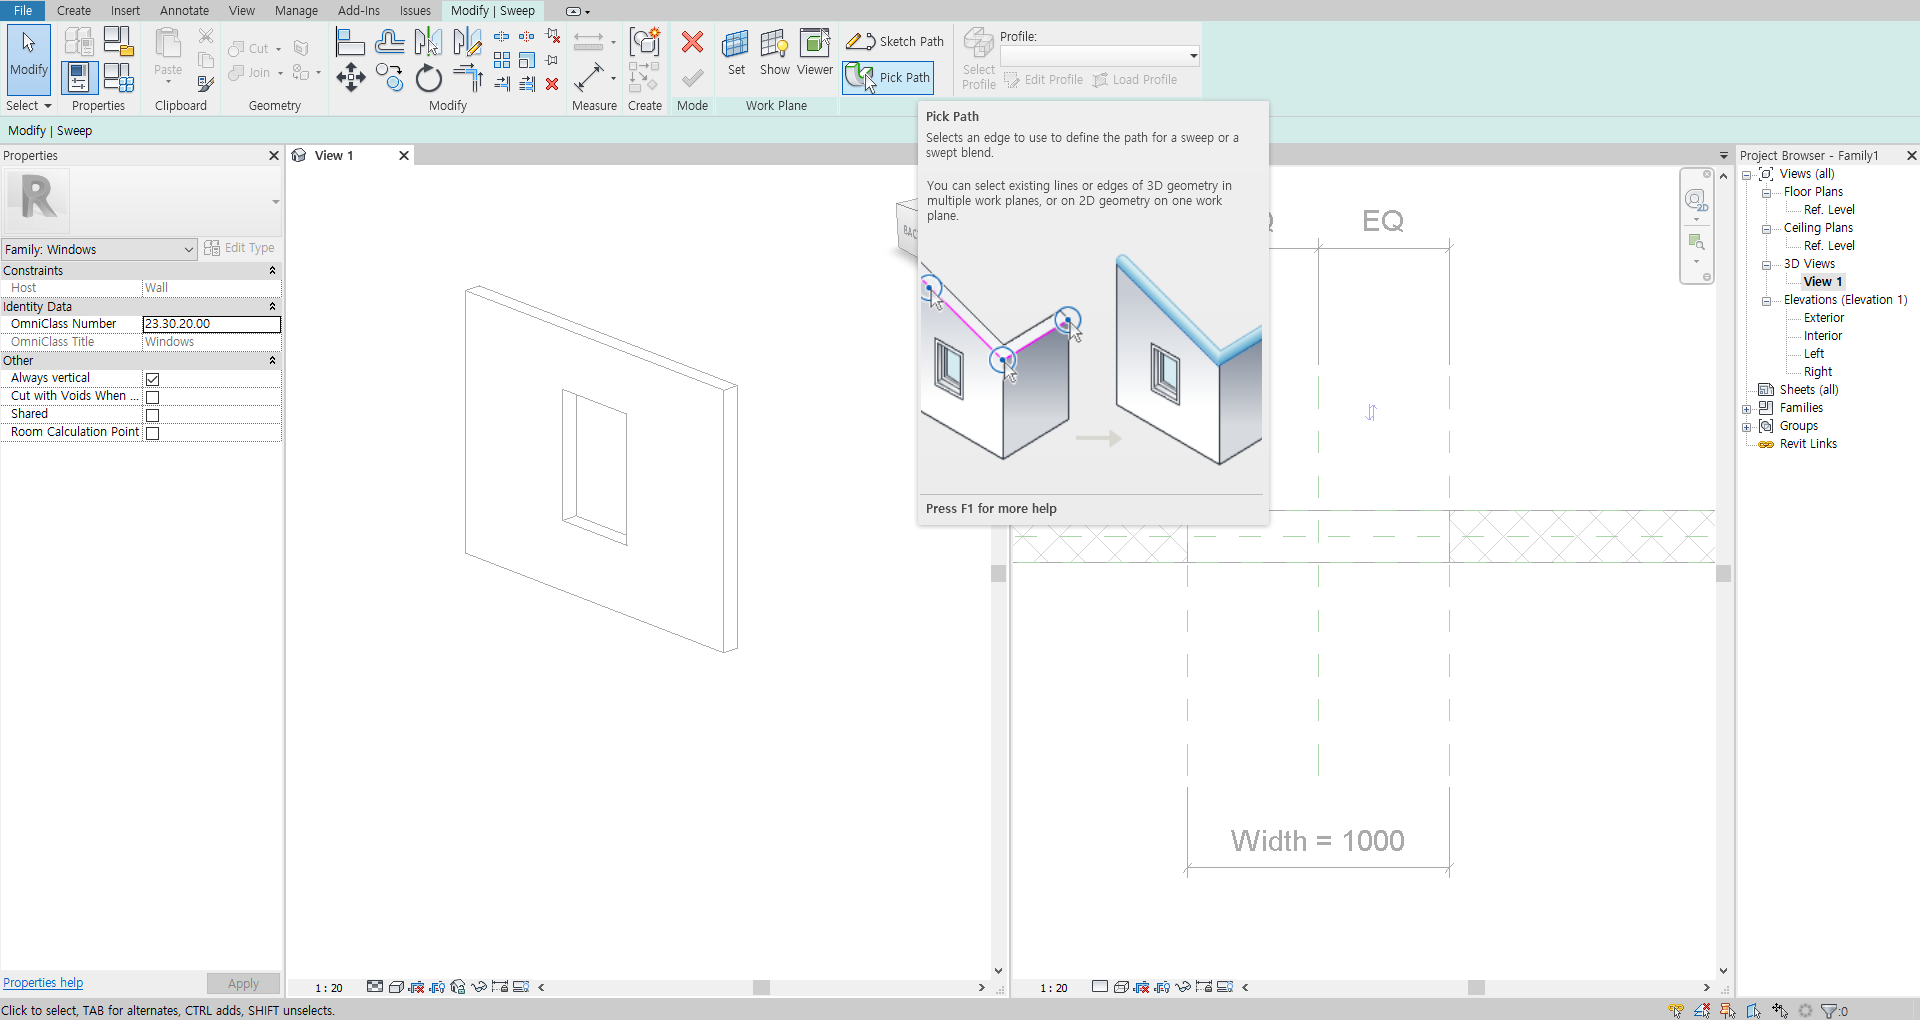 File Create Insert Annotate View Manage Add-Ins Issues Modify | Sweep
Modify
Select
Properties
Paste
Clipboard
Cut
Join
Geometry
Modify
Measure
Create
Mode
Set Show Viewer
Work Plane
Sketch Path
Pick Path
Select
Profile
Profile:
Edit Profile Load Profile
Modify | Sweep
Properties
R
Family: Windows
Edit Type
Constraints
Host Wall
Identity Data
OmniClass Number 23.30.20.00
OmniClass Title Windows
Other
Always vertical
Cut with Voids When ...
Shared
Room Calculation Point
Properties help
Apply
View 1
BAC
Pick Path
Selects an edge to use to define the path for a sweep or a
swept blend.
You can select existing lines or edges of 3D geometry in
multiple work planes, or on 2D geometry on one work
plane.
Press F1 for more help
EQ
Width = 1000
2D
Project Browser - Family1
Views (all)
Floor Plans
Ref. Level
Ceiling Plans
Ref. Level
3D Views
View 1
Elevations (Elevation 1)
Exterior
Interior
Left
Right
Sheets (all)
Families
Groups
Revit Links
1 : 20
1 : 20
Click to select, TAB for alternates, CTRL adds, SHIFT unselects.
:0